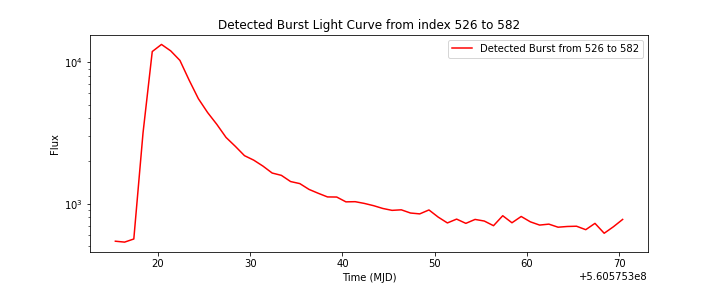 Detected Burst Light Curve from index 526 to 582
Detected Burst from 526 to 582
10⁴
10³
Flux
20 30 40 50 60 70
Time (MJD)
+5.605753e8